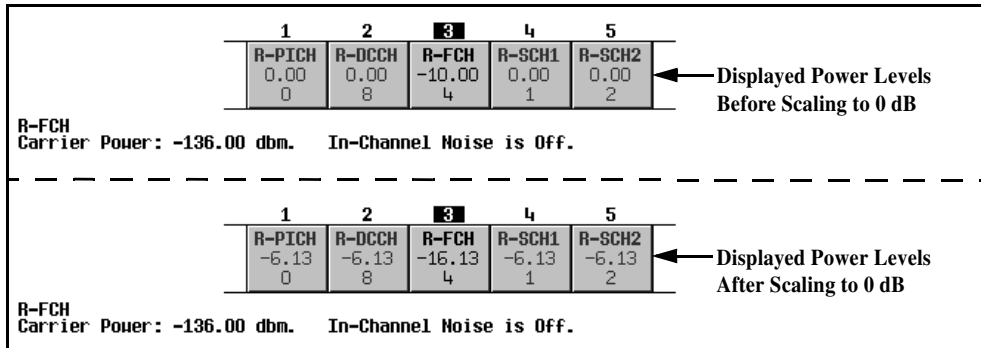 1 2 3 4 5
R-PICH R-DCCH R-FCH R-SCH1 R-SCH2
0.00 0.00 -10.00 0.00 0.00
0 8 4 1 2
Displayed Power Levels
Before Scaling to 0 dB
R-FCH
Carrier Power: -136.00 dbm. In-Channel Noise is Off.
1 2 3 4 5
R-PICH R-DCCH R-FCH R-SCH1 R-SCH2
-6.13 -6.13 -16.13 -6.13 -6.13
0 8 4 1 2
Displayed Power Levels
After Scaling to 0 dB
R-FCH
Carrier Power: -136.00 dbm. In-Channel Noise is Off.